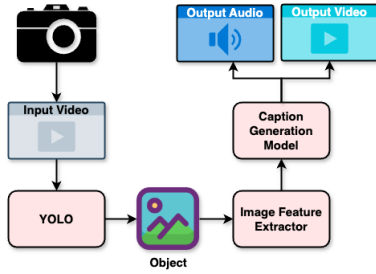 Output Audio
Output Video
Input Video
Caption
Generation
Model
YOLO
Image Feature
Extractor
Object